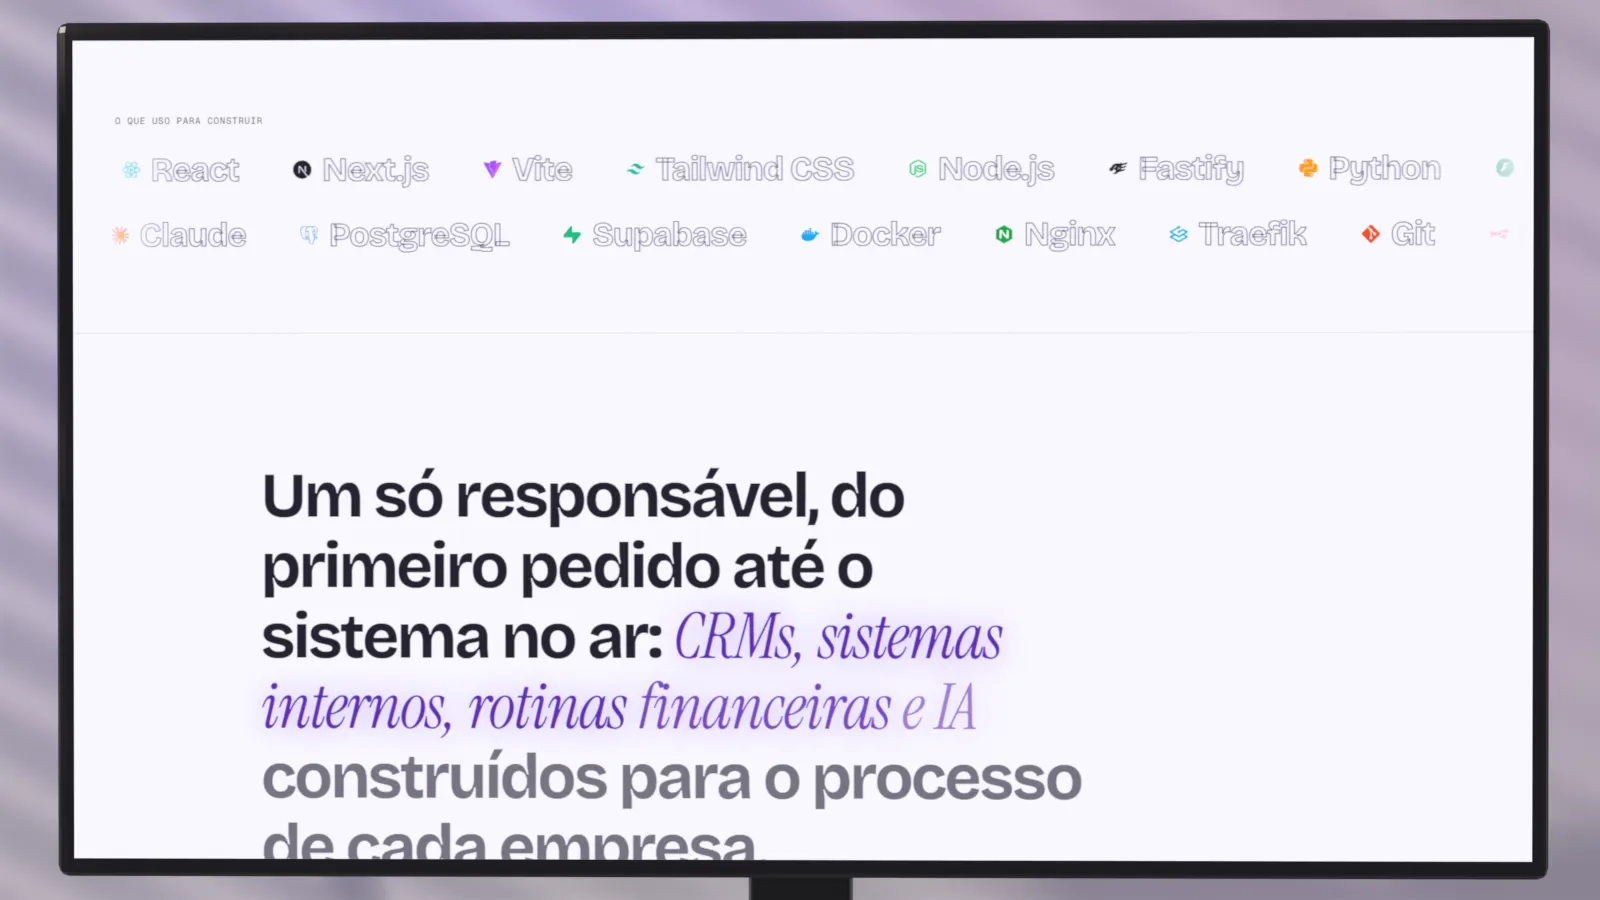 O QUE USO PARA CONSTRUIR
React Next.js Vite Tailwind CSS Node.js Fastify Python
Claude PostgreSQL Supabase Docker Nginx Traefik Git
Um só responsável, do
primeiro pedido até o
sistema no ar: CRMs, sistemas
internos, rotinas financeiras e IA
construídos para o processo
de cada empresa.